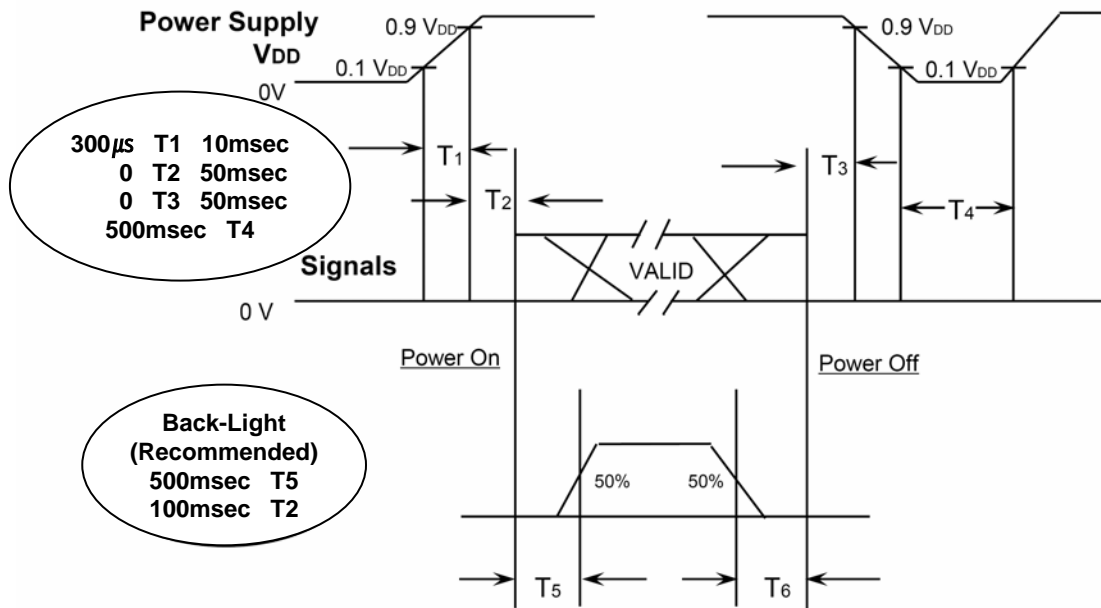 Power Supply
VDD
0.9 VDD
0.1 VDD
0V
0.9 VDD
0.1 VDD
300μs T1 10msec
0 T2 50msec
0 T3 50msec
500msec T4
T1
T2
T3
T4
Signals
VALID
0 V
Power On
Power Off
Back-Light
(Recommended)
500msec T5
100msec T2
50%
50%
T5
T6